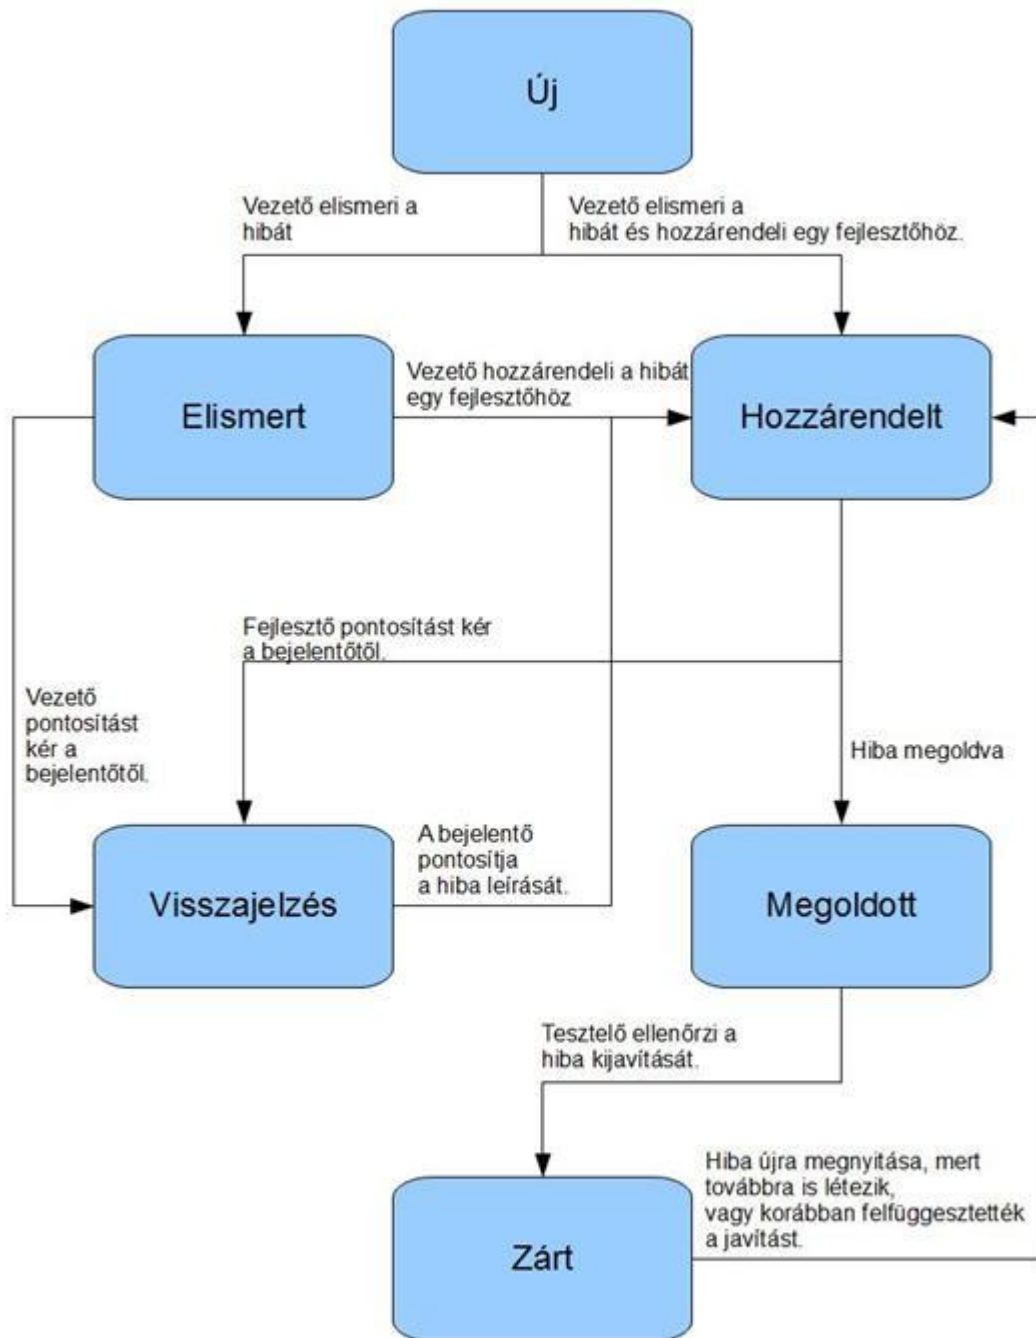 Új
Vezető elismeri a
hibát
Vezető elismeri a
hibát és hozzárendeli egy fejlesztőhöz.
Elismert
Vezető hozzárendeli a hibát
egy fejlesztőhöz
Hozzárendelt
Fejlesztő pontosítást kér
a bejelentőtől.
Vezető
pontosítást
kér a
bejelentőtől.
Hiba megoldva
Visszajelzés
A bejelentő
pontosítja
a hiba leírását.
Megoldott
Tesztelő ellenőrzi a
hiba kijavítását.
Zárt
Hiba újra megnyitása, mert
továbbra is létezik,
vagy korábban felfüggesztették
a javítást.